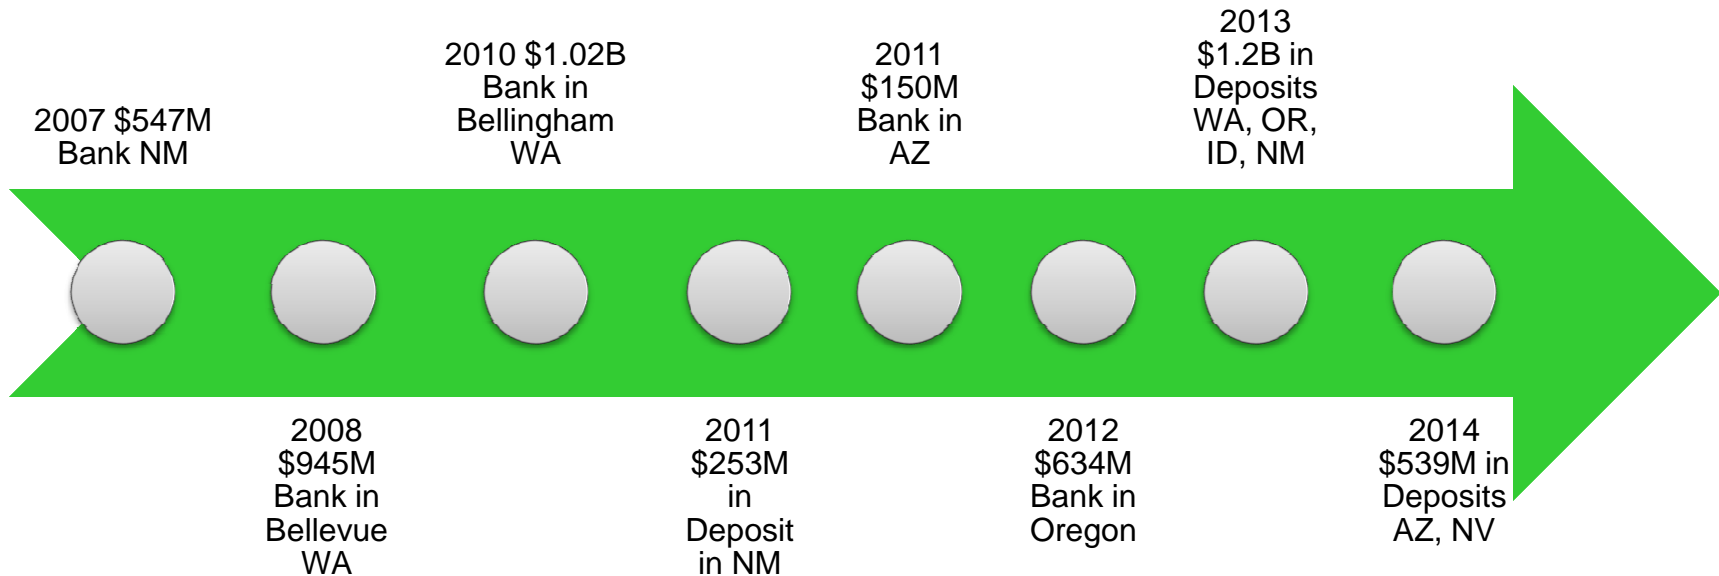 2007 $547M
Bank NM
2008
$945M
Bank in
Bellevue
WA
2010 $1.02B
Bank in
Bellingham
WA
2011
$253M
in
Deposit
in NM
2011
$150M
Bank in
AZ
2012
$634M
Bank in
Oregon
2013
$1.2B in
Deposits
WA, OR,
ID, NM
2014
$539M in
Deposits
AZ, NV